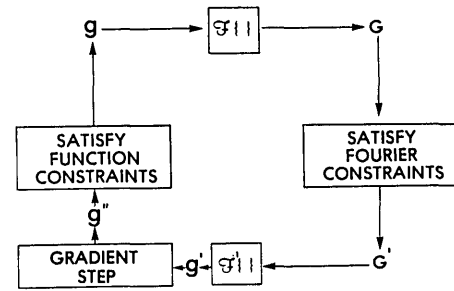 g
ℱ| |
G
SATISFY
FUNCTION
CONSTRAINTS
SATISFY
FOURIER
CONSTRAINTS
g"
GRADIENT
STEP
g'
G'